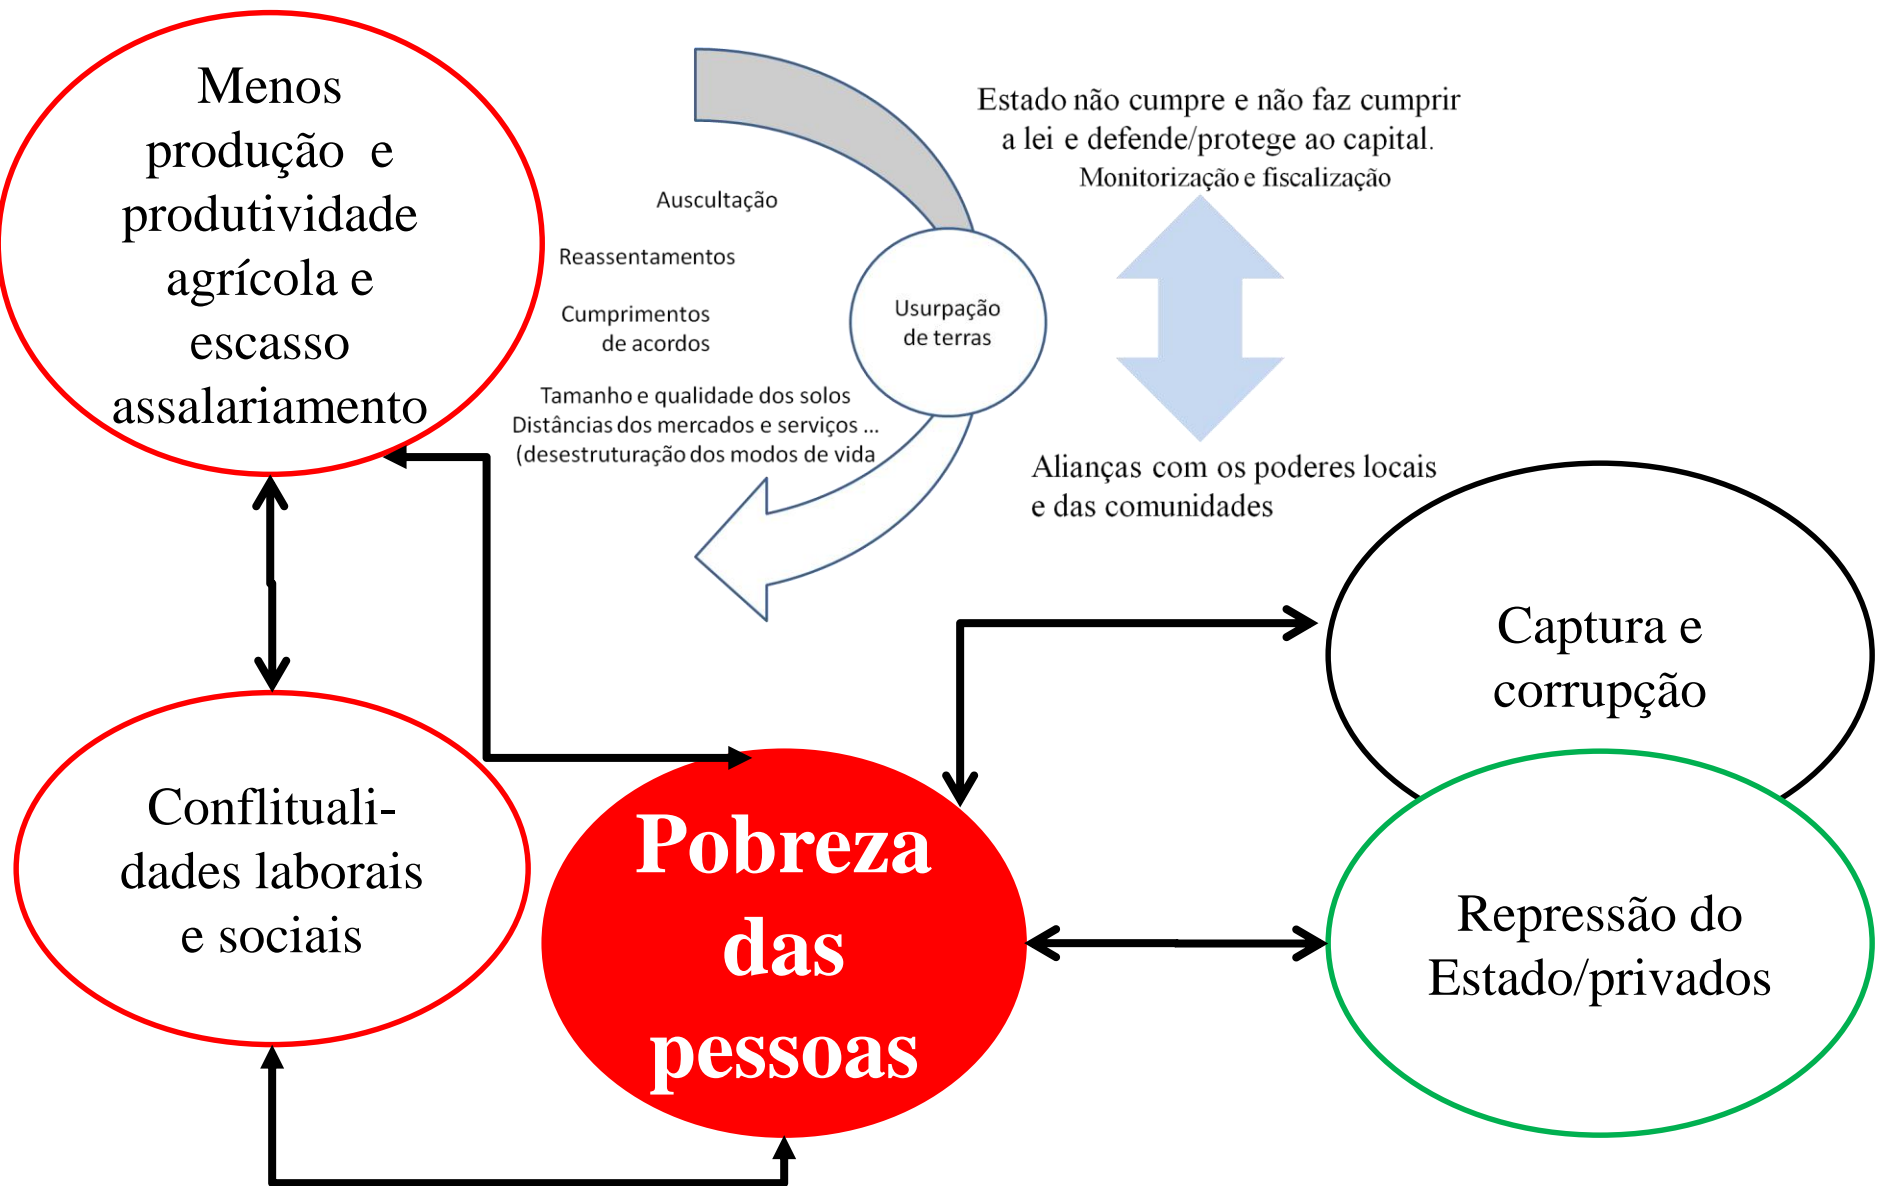 Menos
produção e
produtividade
agrícola e
escasso
assalariamento
Auscultação
Reassentamentos
Cumprimentos
de acordos
Tamanho e qualidade dos solos
Distâncias dos mercados e serviços ...
(desestruturação dos modos de vida
Usurpação
de terras
Estado não cumpre e não faz cumprir
a lei e defende/protege ao capital.
Monitorização e fiscalização
Alianças com os poderes locais
e das comunidades
Captura e
corrupção
Conflituali-
dades laborais
e sociais
Pobreza
das
pessoas
Repressão do
Estado/privados